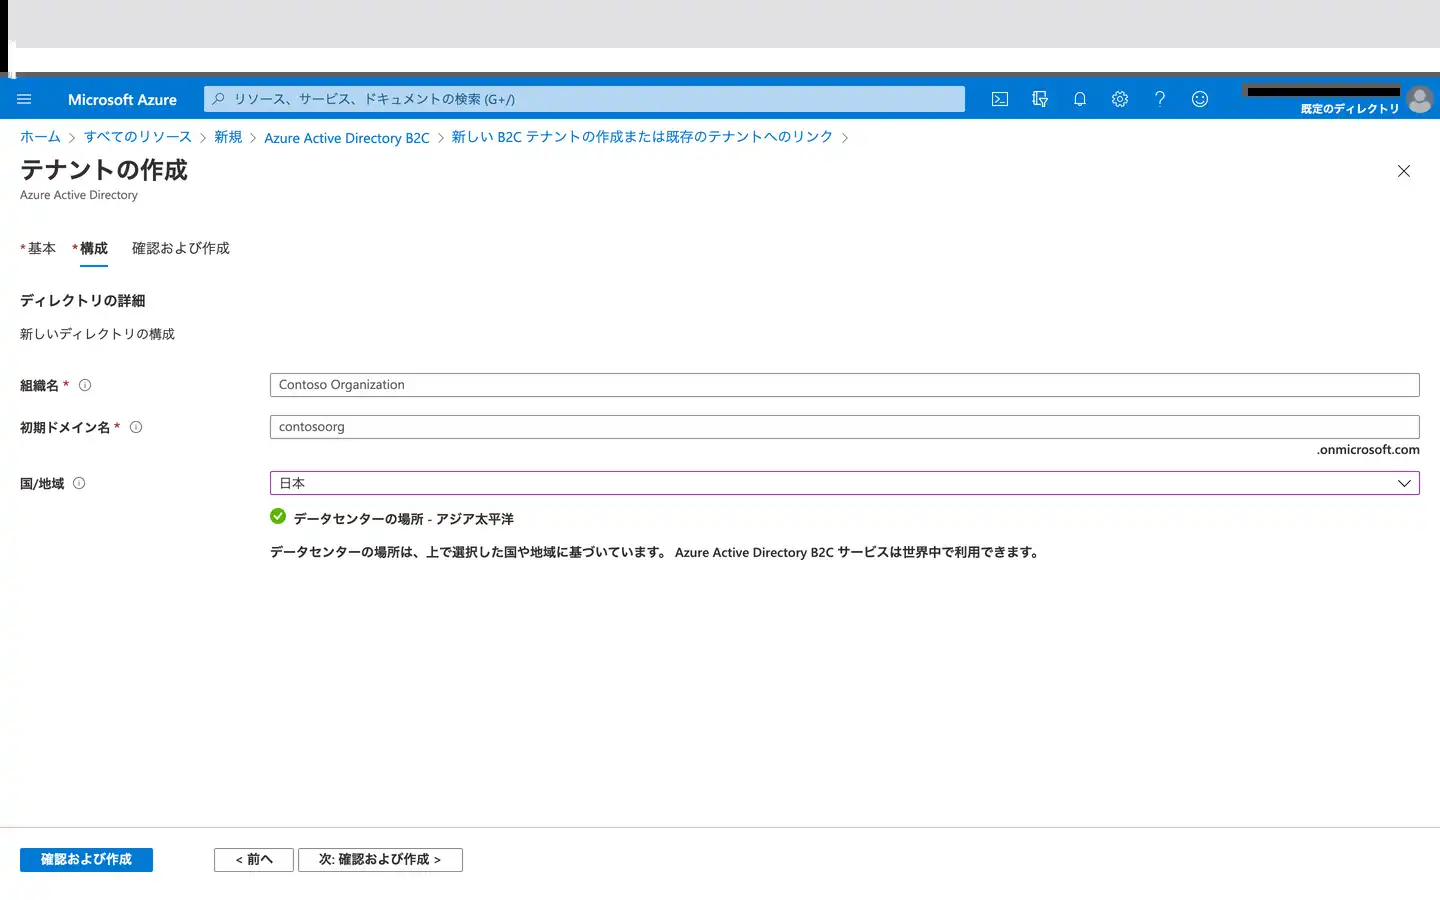 Microsoft Azure
リソース、サービス、ドキュメントの検索 (G+/)
既定のディレクトリ
ホーム > すべてのリソース > 新規 > Azure Active Directory B2C > 新しい B2C テナントの作成または既存のテナントへのリンク >
テナントの作成
Azure Active Directory
*基本 *構成 確認および作成
ディレクトリの詳細
新しいディレクトリの構成
組織名 * Contoso Organization
初期ドメイン名 * contosoorg
.onmicrosoft.com
国/地域 日本
データセンターの場所 - アジア太平洋
データセンターの場所は、上で選択した国や地域に基づいています。 Azure Active Directory B2C サービスは世界中で利用できます。
確認および作成 < 前へ 次: 確認および作成 >